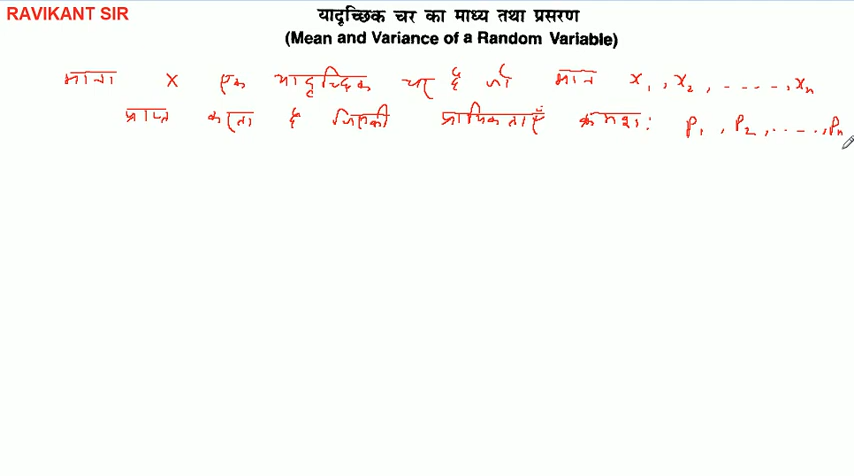 RAVIKANT SIR
यादृच्छिक चर का माध्य तथा प्रसरण
(Mean and Variance of a Random Variable)
माना X एक यादृच्छिक चर है जो मान x₁, x₂, ......, xₙ
प्राप्त करता है जिसकी प्रायिकताएँ क्रमशः P₁, P₂, ....., Pₙ